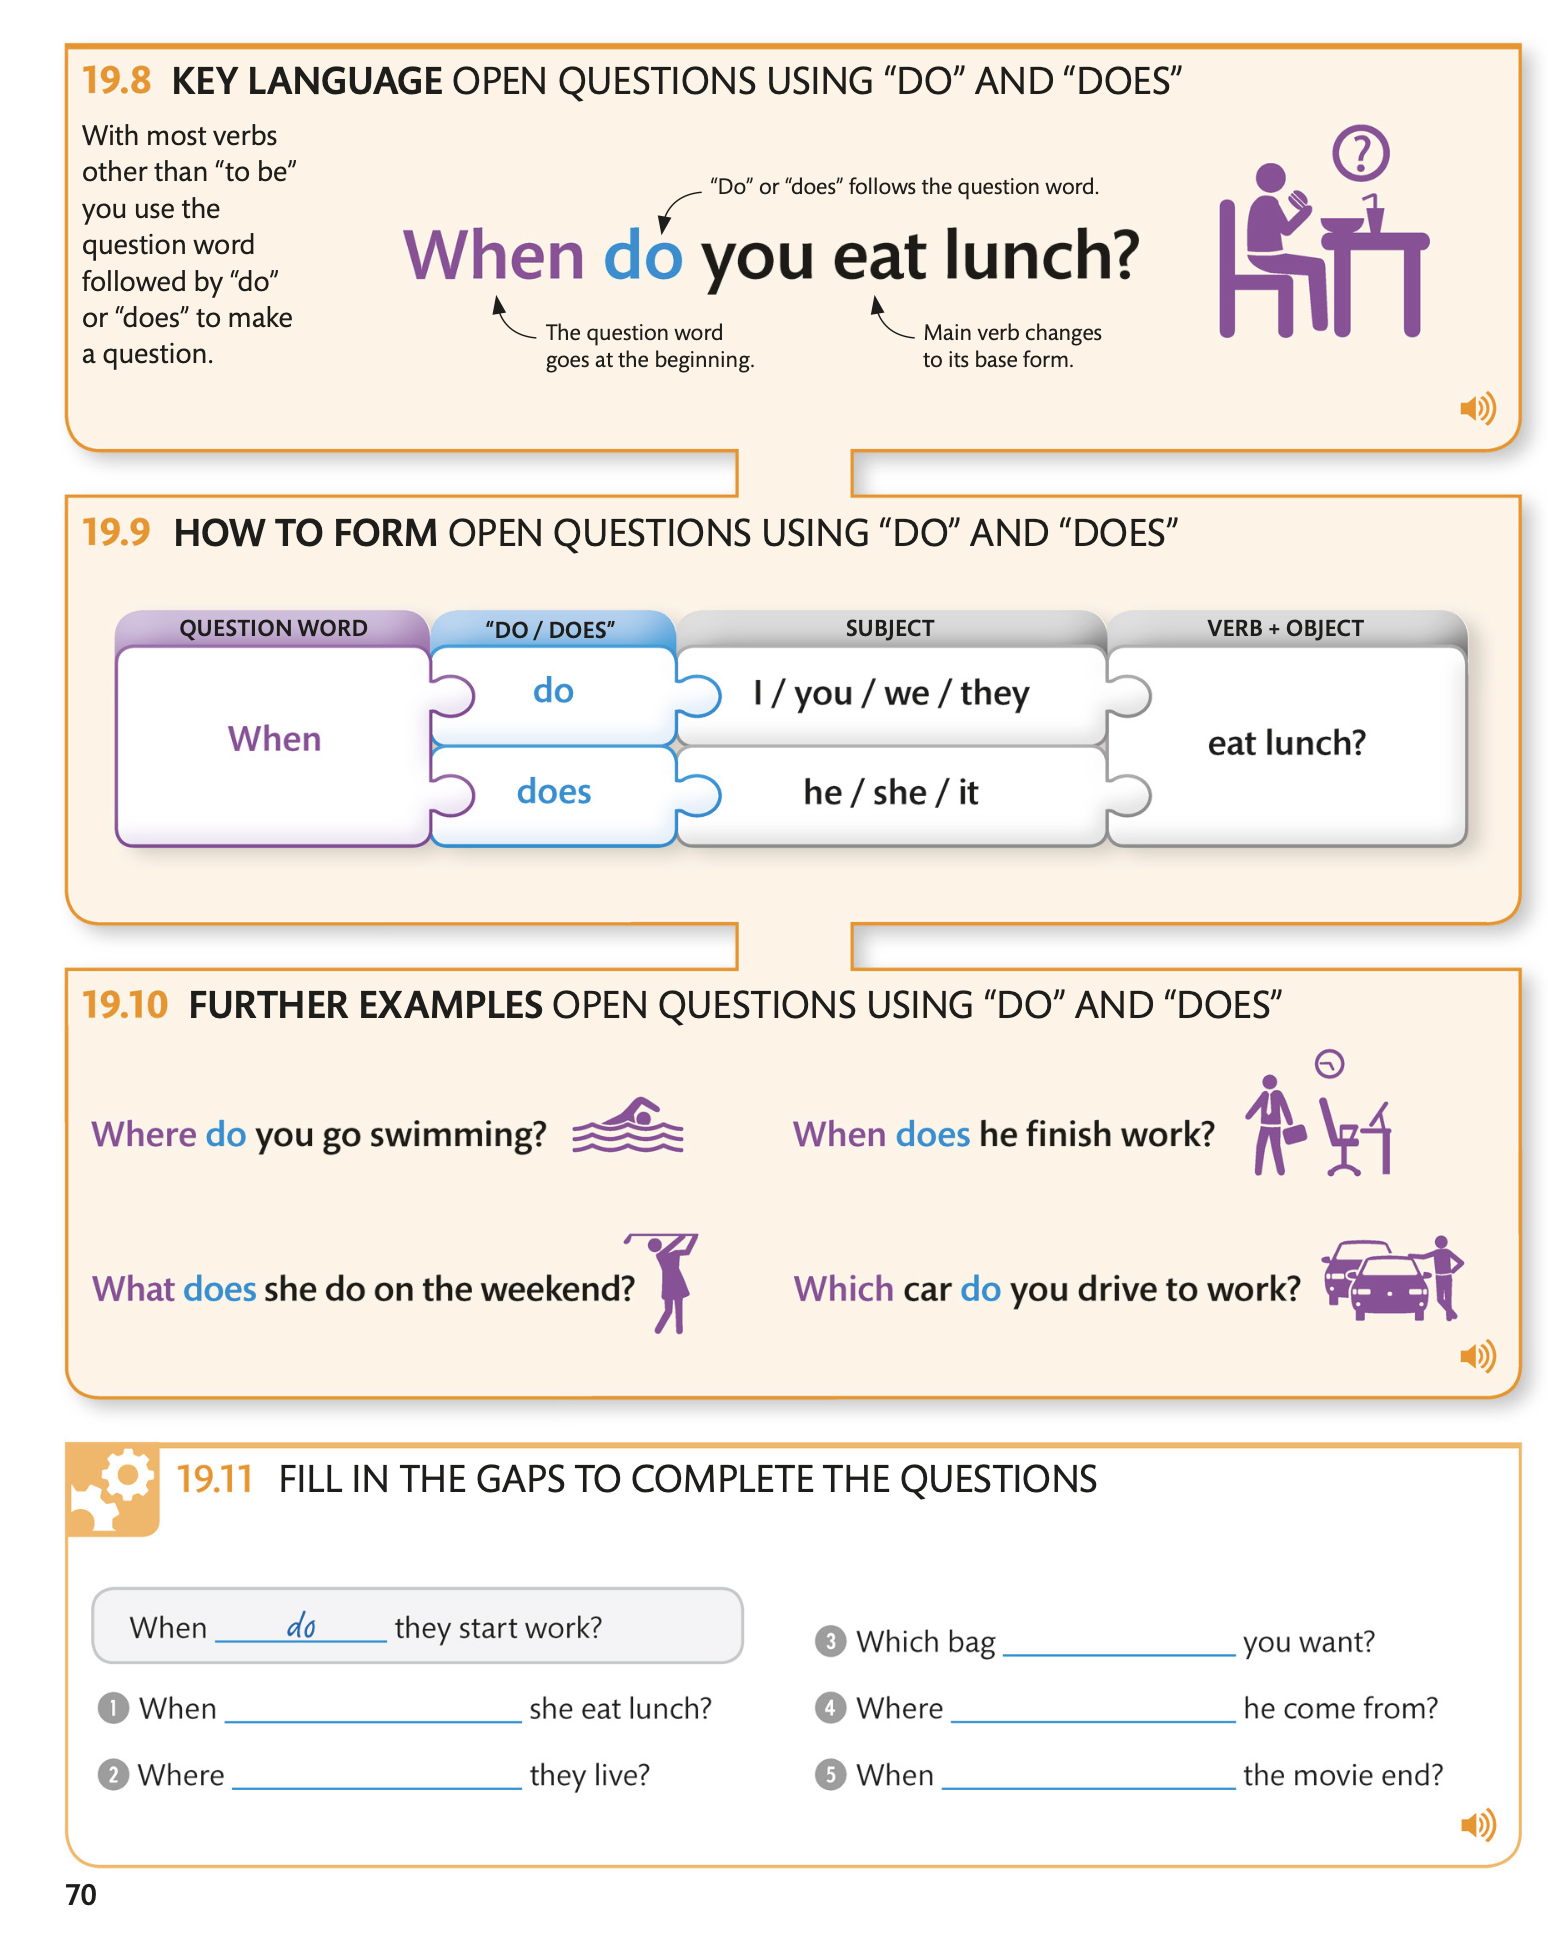 19.8 KEY LANGUAGE OPEN QUESTIONS USING “DO” AND “DOES”
With most verbs
other than “to be”
you use the
question word
followed by “do”
or “does” to make
a question.
“Do” or “does” follows the question word.
When do you eat lunch?
The question word
goes at the beginning.
Main verb changes
to its base form.
?
19.9 HOW TO FORM OPEN QUESTIONS USING “DO” AND “DOES”
QUESTION WORD “DO / DOES” SUBJECT VERB + OBJECT
When
do I / you / we / they
does he / she / it
eat lunch?
19.10 FURTHER EXAMPLES OPEN QUESTIONS USING “DO” AND “DOES”
Where do you go swimming?
When does he finish work?
What does she do on the weekend?
Which car do you drive to work?
19.11 FILL IN THE GAPS TO COMPLETE THE QUESTIONS
When do they start work?
1 When ____ she eat lunch?
2 Where ____ they live?
3 Which bag ____ you want?
4 Where ____ he come from?
5 When ____ the movie end?
70